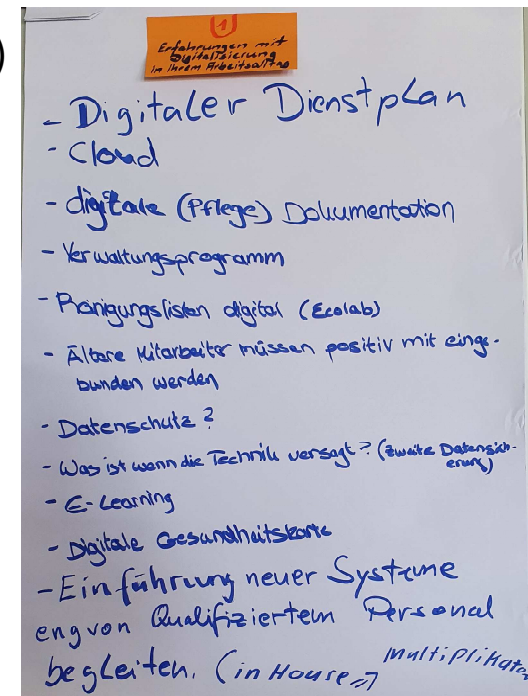 1
Erfahrungen mit
Digitalisierung
in Ihrem Arbeitsalltag
- Digitaler Dienstplan
- Cloud
- digitale (Pflege) Dokumentation
- Verwaltungsprogramm
- Reinigungslisten digital (Ecolab)
- Ältere Mitarbeiter müssen positiv mit einge-
bunden werden
- Datenschutz?
- Was ist wenn die Technik versagt? (zweite Datensich-
erung)
- E-Learning
- Digitale Gesundheitskarte
- Einführung neuer Systeme
eng von Qualifiziertem Personal
begleiten. (in House
Multiplikator